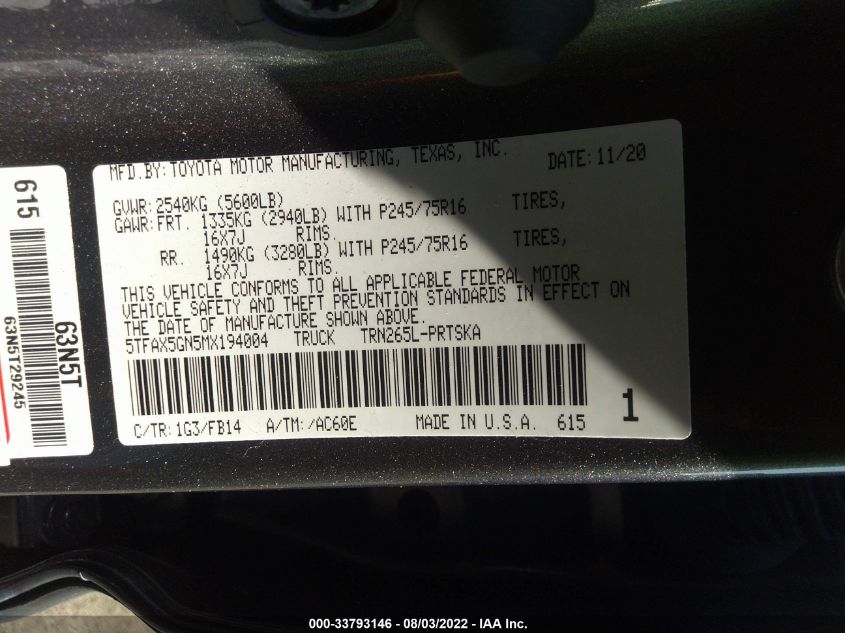 MFD.BY:TOYOTA MOTOR MANUFACTURING, TEXAS, INC. DATE:11/20
GVWR:2540KG (5600LB)
GAWR:FRT. 1335KG (2940LB) WITH P245/75R16 TIRES,
16X7J RIMS.
RR. 1490KG (3280LB) WITH P245/75R16 TIRES,
16X7J RIMS.
THIS VEHICLE CONFORMS TO ALL APPLICABLE FEDERAL MOTOR
VEHICLE SAFETY AND THEFT PREVENTION STANDARDS IN EFFECT ON
THE DATE OF MANUFACTURE SHOWN ABOVE.
5TFAX5GN5MX194004 TRUCK TRN265L-PRTSKA
1
C/TR:1G3/FB14 A/TM:/AC60E MADE IN U.S.A. 615
615
63N5T
63N5T29245
000-33793146 - 08/03/2022 - IAA Inc.